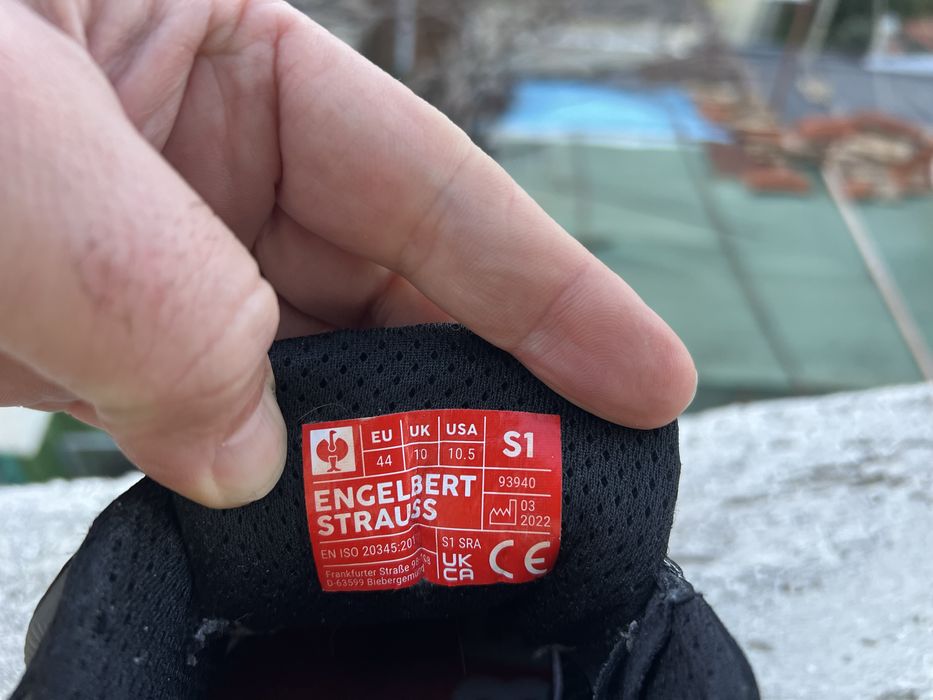 EU UK USA S1
44 10 10.5
93940
ENGELBERT
STRAUSS
03
2022
EN ISO 20345:201
S1 SRA
UK
CA
CE
Frankfurter Straße 98
D-63599 Biebergemünd